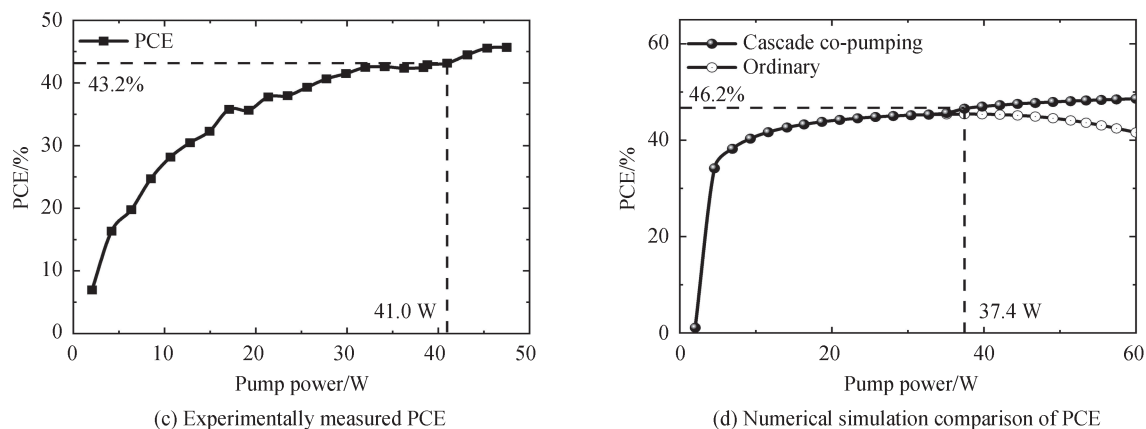 50
40
30
20
10
0
PCE/%
PCE
43.2%
41.0 W
0 10 20 30 40 50
Pump power/W
(c) Experimentally measured PCE
60
40
20
0
PCE/%
Cascade co-pumping
Ordinary
46.2%
37.4 W
0 20 40 60
Pump power/W
(d) Numerical simulation comparison of PCE